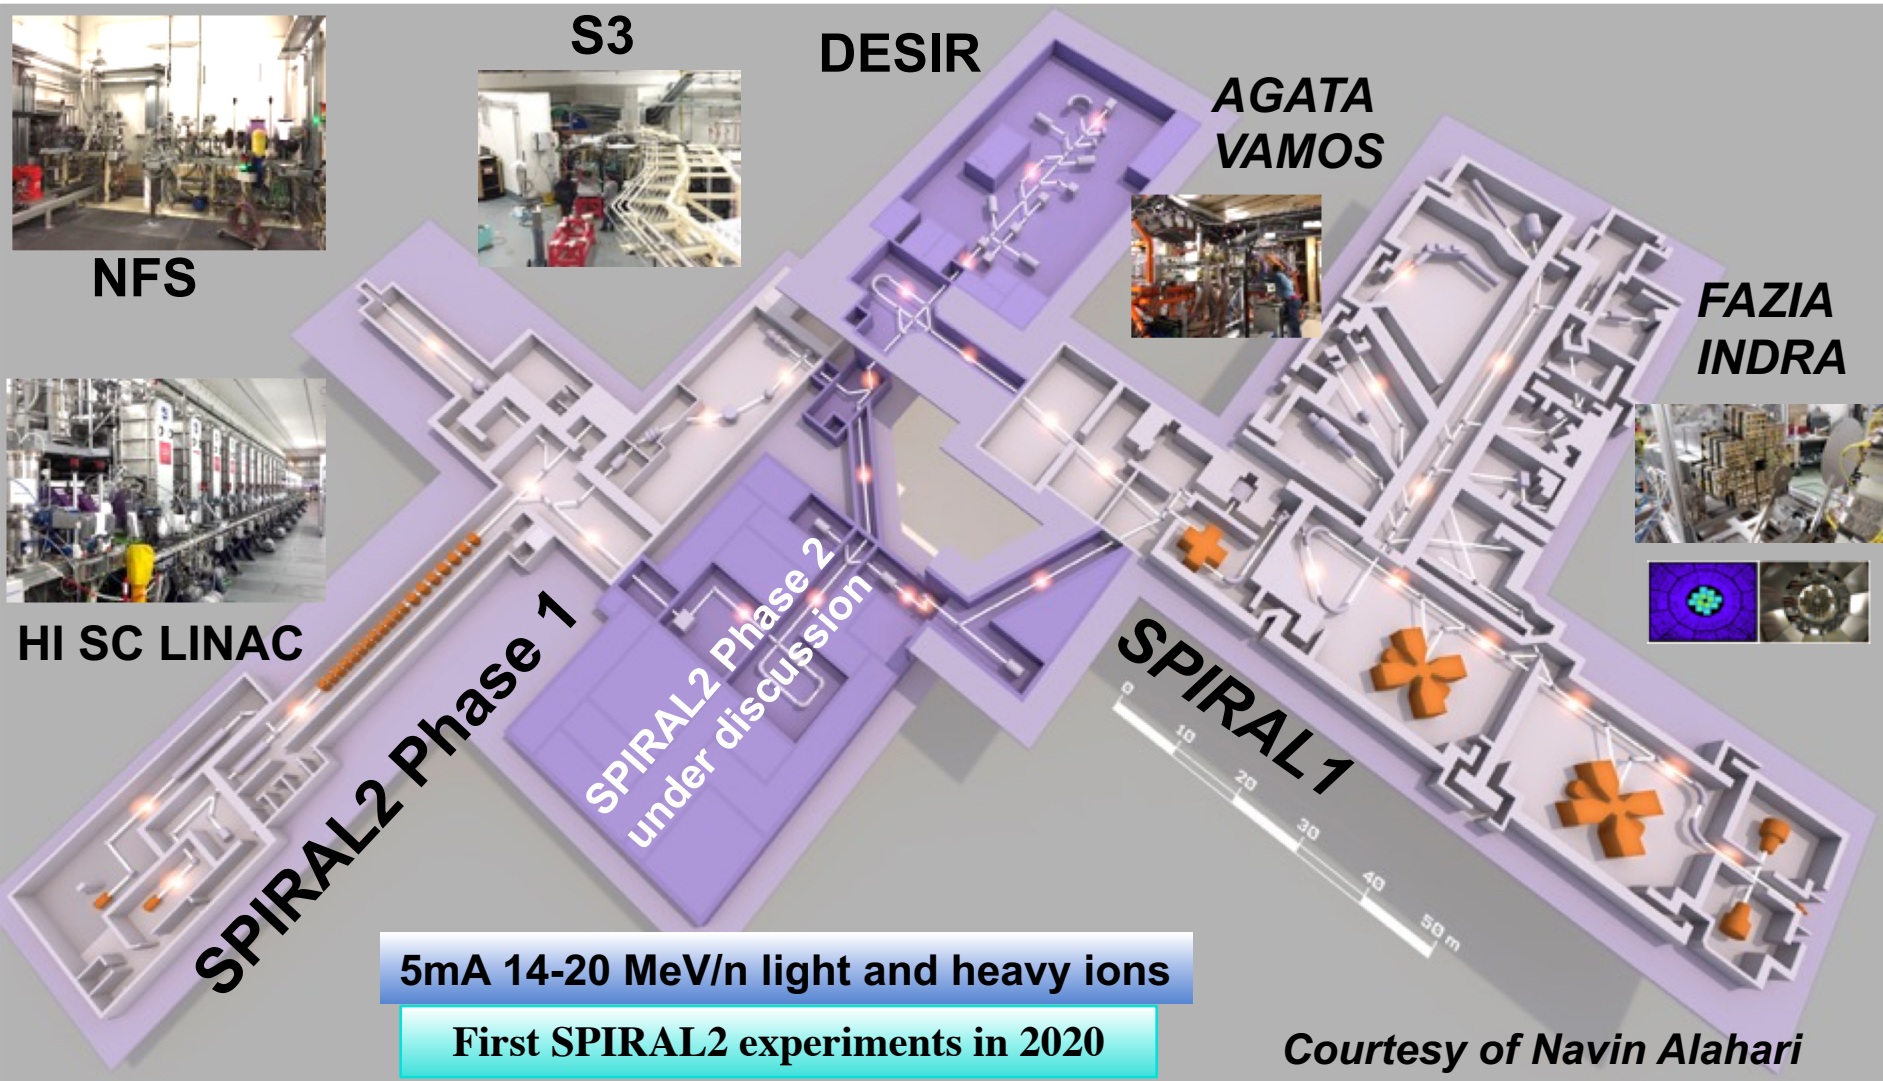 S3
DESIR
AGATA
VAMOS
NFS
FAZIA
INDRA
HI SC LINAC
SPIRAL2 Phase 1
SPIRAL2 Phase 2
under discussion
SPIRAL1
0
10
20
30
40
50 m
5mA 14-20 MeV/n light and heavy ions
First SPIRAL2 experiments in 2020
Courtesy of Navin Alahari